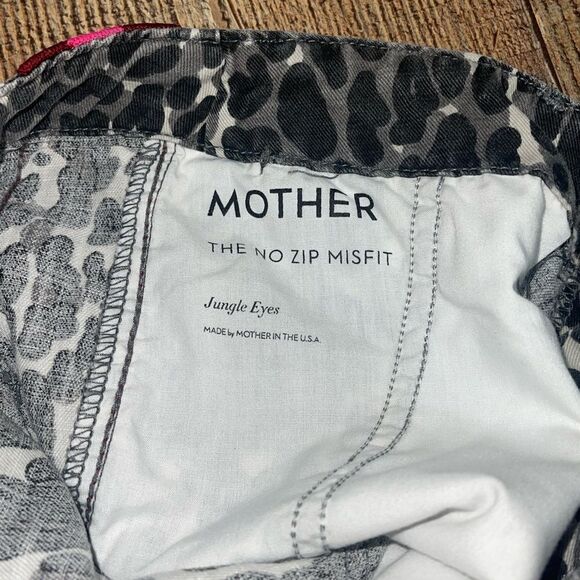 MOTHER
THE NO ZIP MISFIT
Jungle Eyes
MADE by MOTHER IN THE U.S.A.